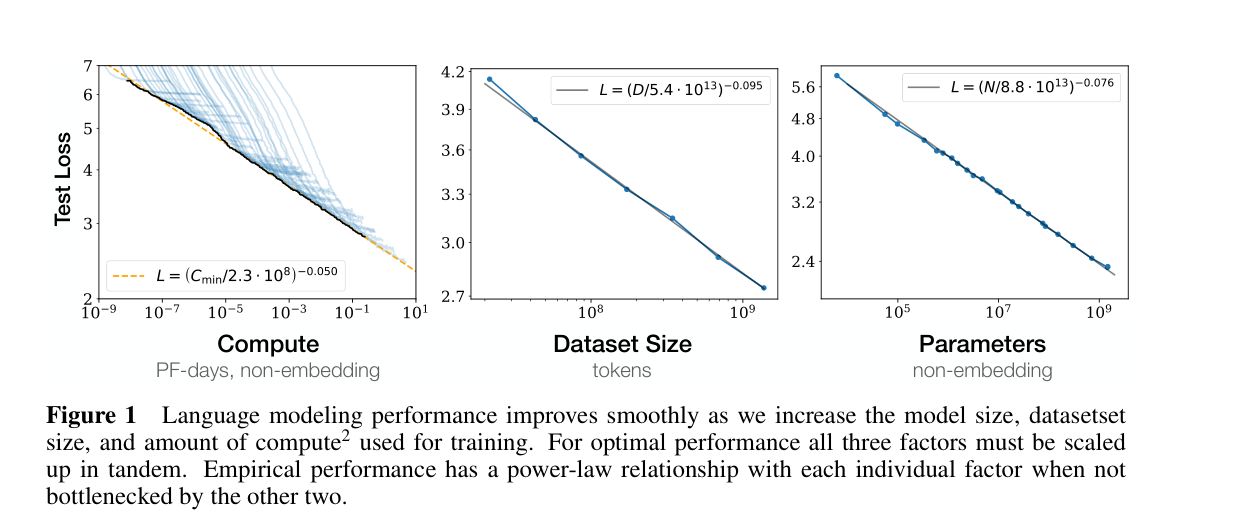 7
6
5
4
3
2
Test Loss
L = (C_min/2.3 · 10^8)^−0.050
10^−9 10^−7 10^−5 10^−3 10^−1 10^1
Compute
PF-days, non-embedding
4.2
3.9
3.6
3.3
3.0
2.7
L = (D/5.4 · 10^13)^−0.095
10^8 10^9
Dataset Size
tokens
5.6
4.8
4.0
3.2
2.4
L = (N/8.8 · 10^13)^−0.076
10^5 10^7 10^9
Parameters
non-embedding
Figure 1 Language modeling performance improves smoothly as we increase the model size, datasetset
size, and amount of compute^2 used for training. For optimal performance all three factors must be scaled
up in tandem. Empirical performance has a power-law relationship with each individual factor when not
bottlenecked by the other two.